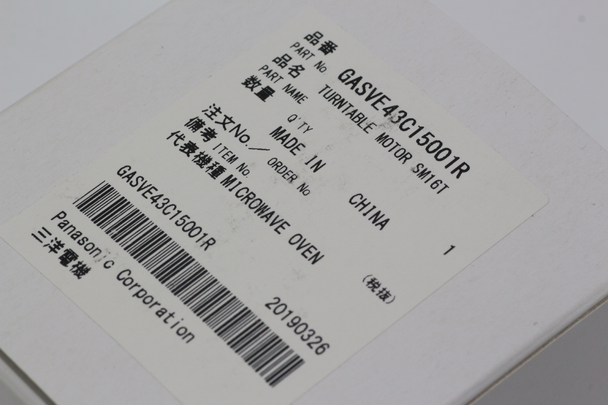 品番 GASVE43C15001R
PART No
品名 TURNTABLE MOTOR SM16T
PART NAME
数量 1
Q'TY
MADE IN CHINA
注文No./
ORDER No
備考 ITEM No
代表機種 MICROWAVE OVEN
(税抜)
GASVE43C15001R
20190326
Panasonic Corporation
三洋電機